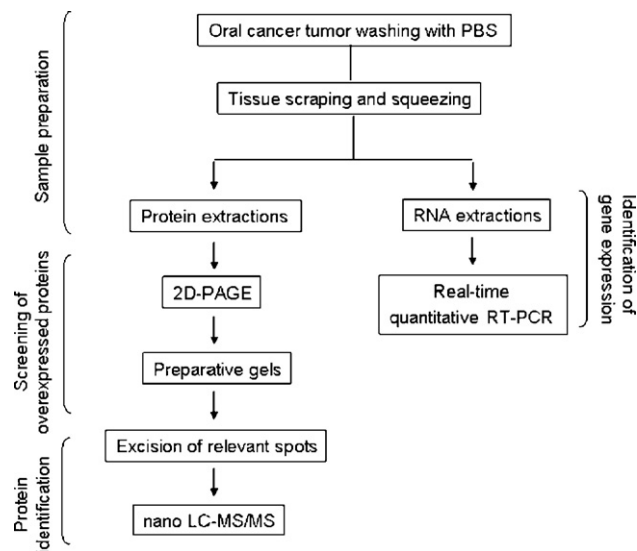 Oral cancer tumor washing with PBS
Tissue scraping and squeezing
Sample preparation
Protein extractions
RNA extractions
Identification of
gene expression
2D-PAGE
Real-time
quantitative RT-PCR
Screening of
overexpressed proteins
Preparative gels
Excision of relevant spots
Protein
dentification
nano LC-MS/MS